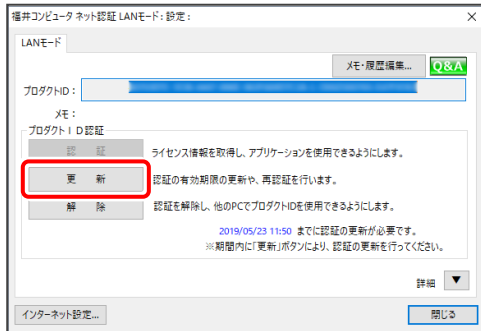 福井コンピュータ ネット認証 LANモード : 設定 :
LANモード
メモ・履歴編集... Q&A
プロダクトID :
メモ :
プロダクトID認証
認 証 ライセンス情報を取得し、アプリケーションを使用できるようにします。
更 新 認証の有効期限の更新や、再認証を行います。
解 除 認証を解除し、他のPCでプロダクトIDを使用できるようにします。
2019/05/23 11:50 までに認証の更新が必要です。
※期間内に「更新」ボタンにより、認証の更新を行ってください。
詳細 ▼
インターネット設定... 閉じる